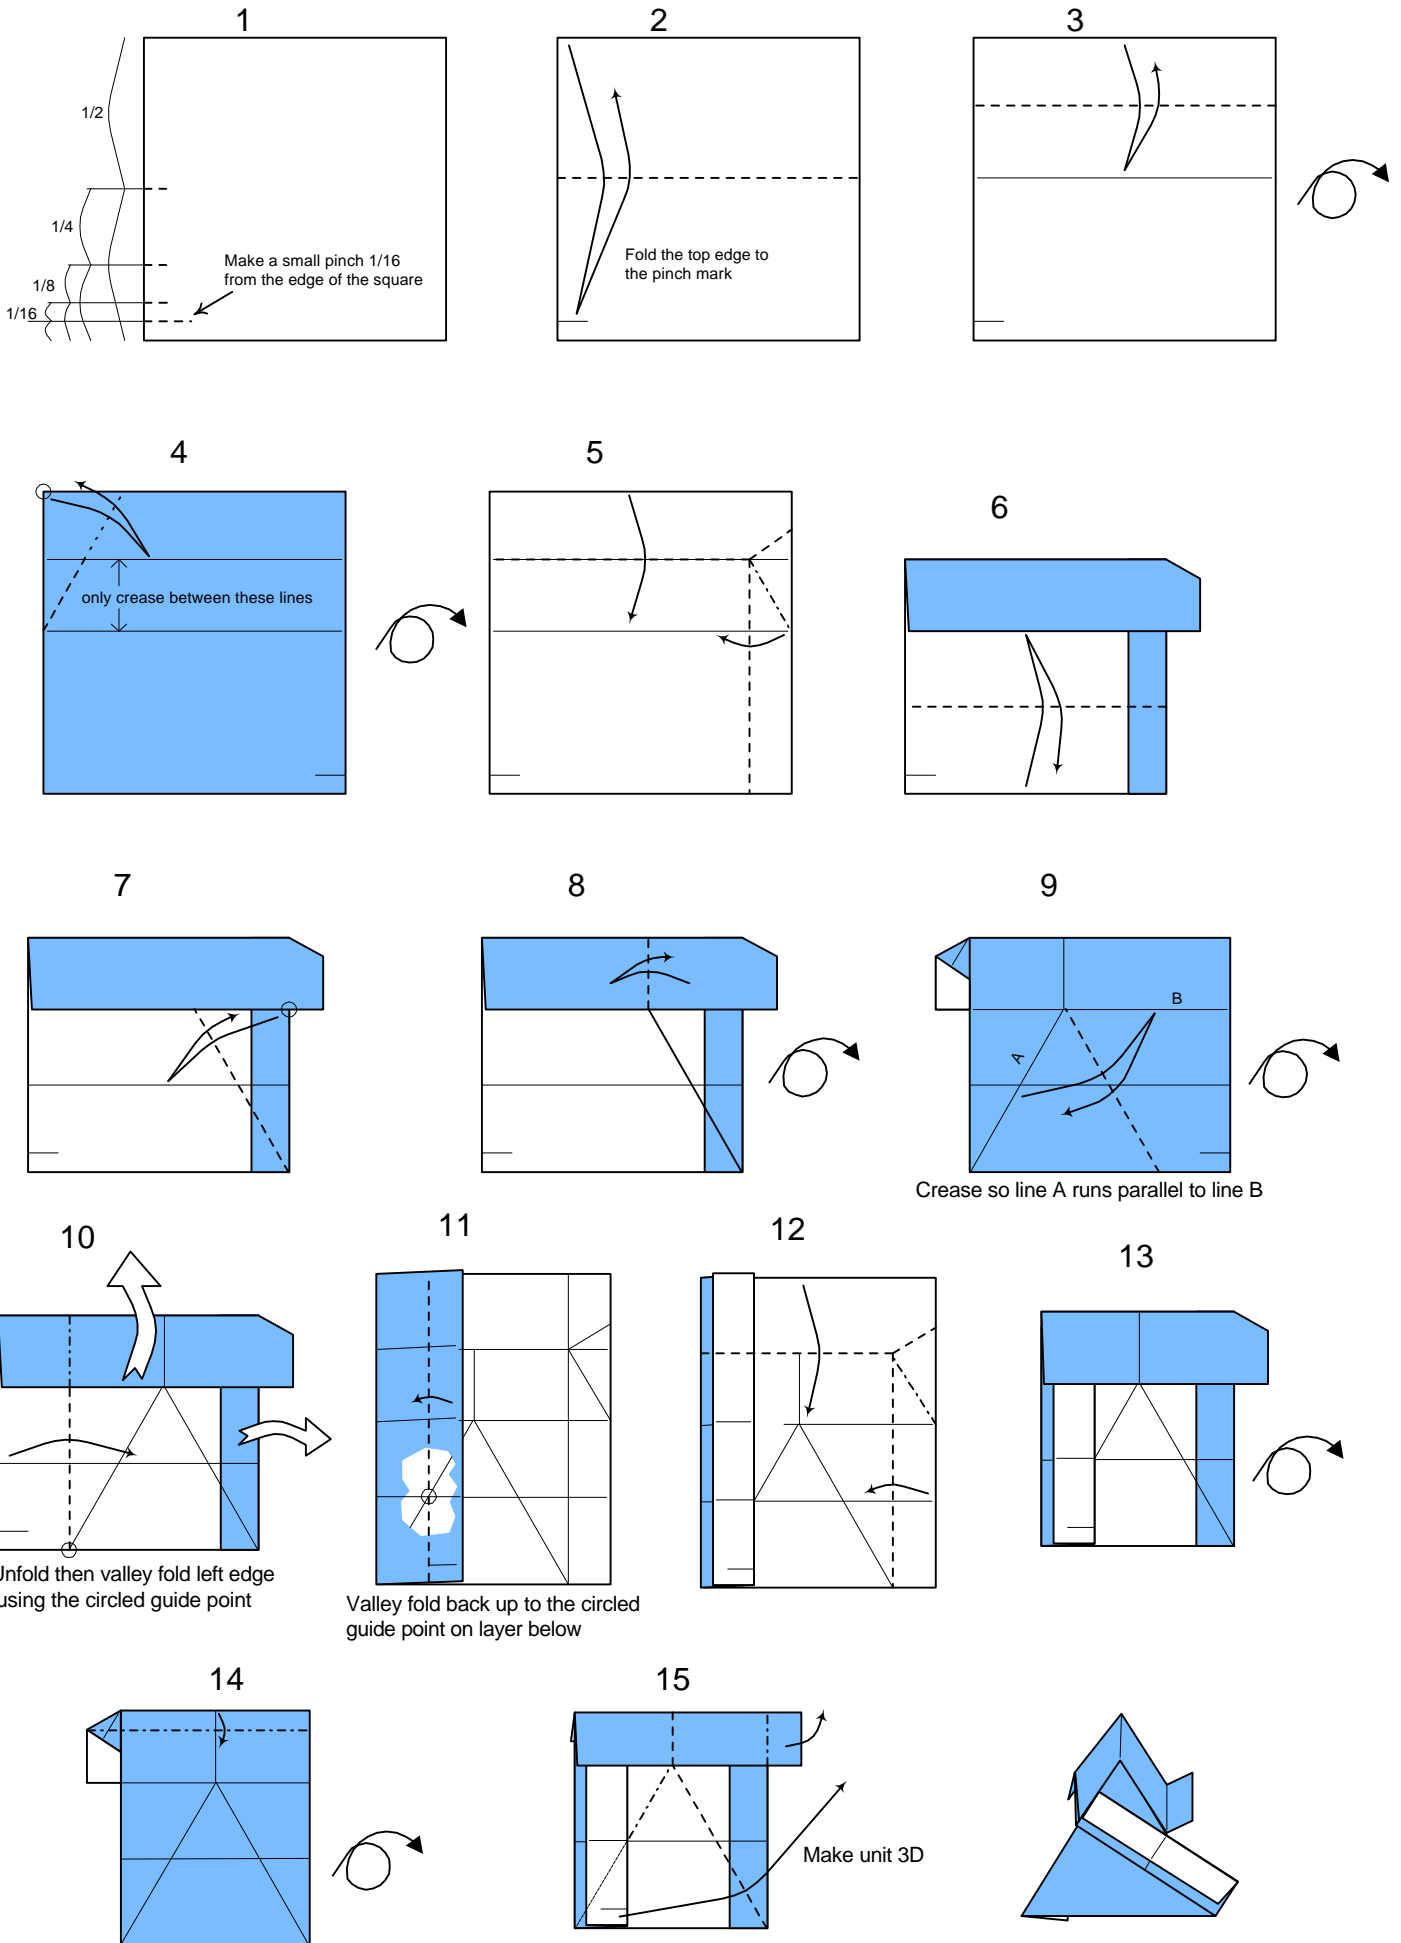 1
2
3
1/2
1/4
1/8
1/16
Make a small pinch 1/16
from the edge of the square
Fold the top edge to
the pinch mark
4
5
6
only crease between these lines
7
8
9
A
B
Crease so line A runs parallel to line B
10
11
12
13
Unfold then valley fold left edge
using the circled guide point
Valley fold back up to the circled
guide point on layer below
14
15
Make unit 3D